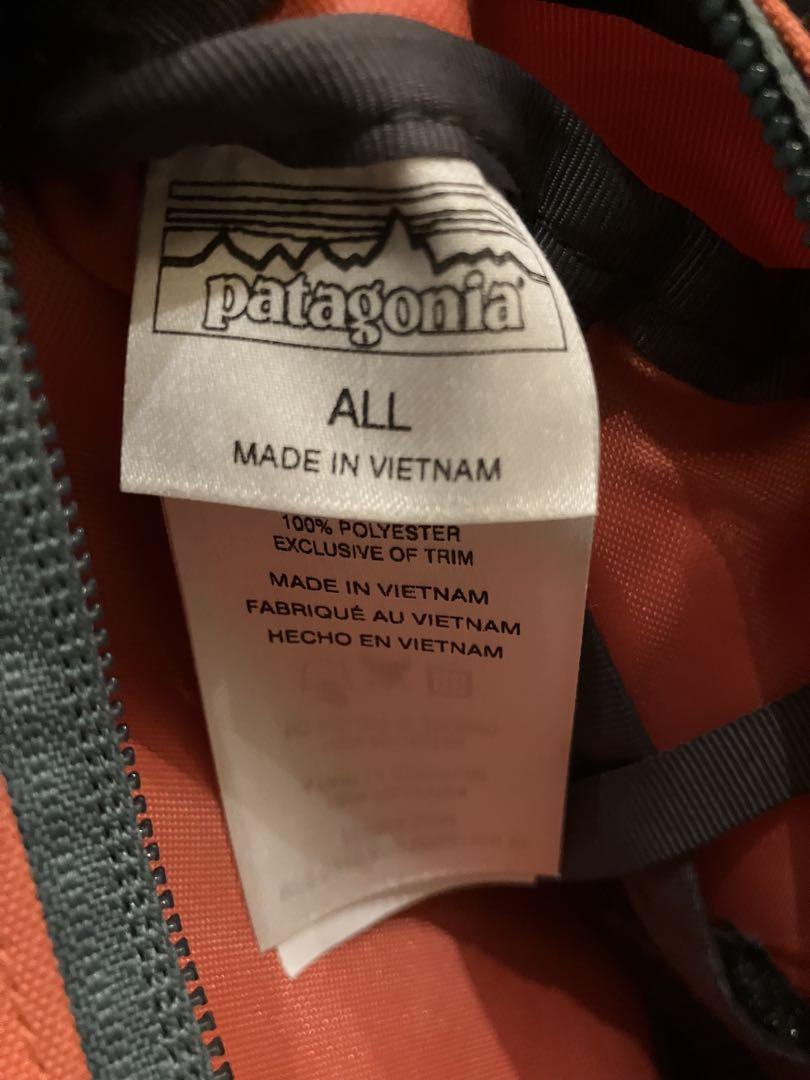 patagonia
ALL
MADE IN VIETNAM
100% POLYESTER
EXCLUSIVE OF TRIM
MADE IN VIETNAM
FABRIQUÉ AU VIETNAM
HECHO EN VIETNAM